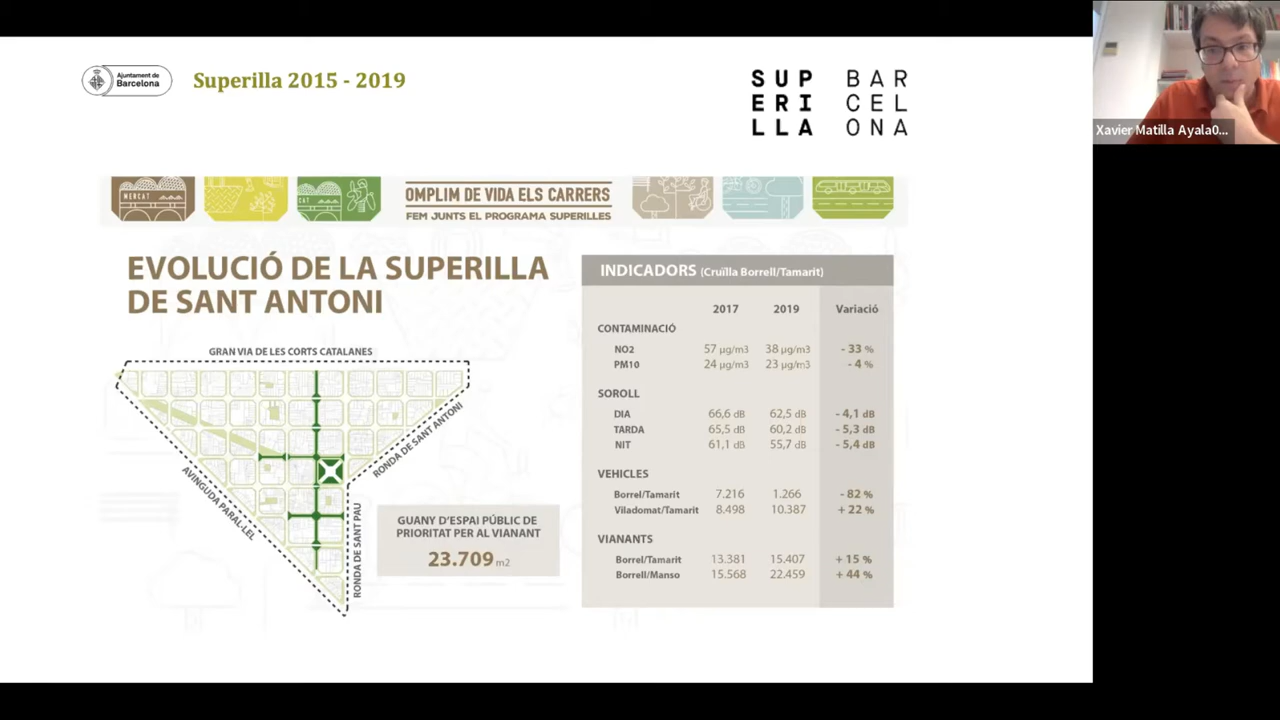 Ajuntament de
Barcelona
Superilla 2015 - 2019
SUP BAR
ERI CEL
LLA ONA
Xavier Matilla Ayala0...
MERCAT
CAT
OMPLIM DE VIDA ELS CARRERS
FEM JUNTS EL PROGRAMA SUPERILLES
EVOLUCIÓ DE LA SUPERILLA
DE SANT ANTONI
GRAN VIA DE LES CORTS CATALANES
RONDA DE SANT ANTONI
AVINGUDA PARAL·LEL
RONDA DE SANT PAU
GUANY D'ESPAI PÚBLIC DE
PRIORITAT PER AL VIANANT
23.709 m2
INDICADORS (Cruïlla Borrell/Tamarit)
2017 2019 Variació
CONTAMINACIÓ
NO2 57 µg/m3 38 µg/m3 - 33 %
PM10 24 µg/m3 23 µg/m3 - 4 %
SOROLL
DIA 66,6 dB 62,5 dB - 4,1 dB
TARDA 65,5 dB 60,2 dB - 5,3 dB
NIT 61,1 dB 55,7 dB - 5,4 dB
VEHICLES
Borrel/Tamarit 7.216 1.266 - 82 %
Viladomat/Tamarit 8.498 10.387 + 22 %
VIANANTS
Borrel/Tamarit 13.381 15.407 + 15 %
Borrell/Manso 15.568 22.459 + 44 %